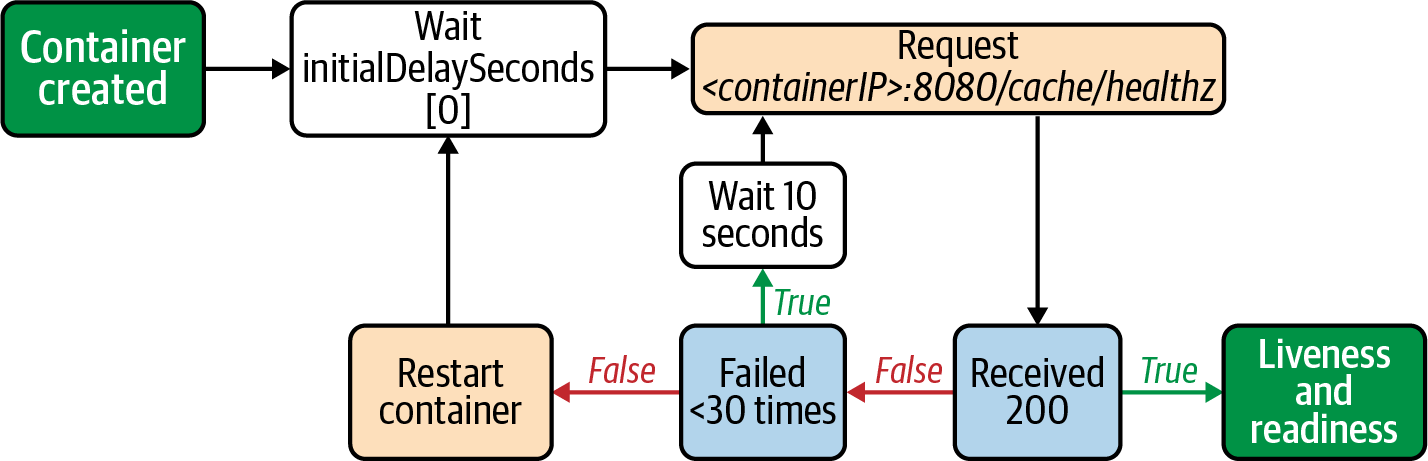 Container
created
Wait
initialDelaySeconds
[0]
Request
<containerIP>:8080/cache/healthz
Wait 10
seconds
True
Restart
container
False
Failed
<30 times
False
Received
200
True
Liveness
and
readiness